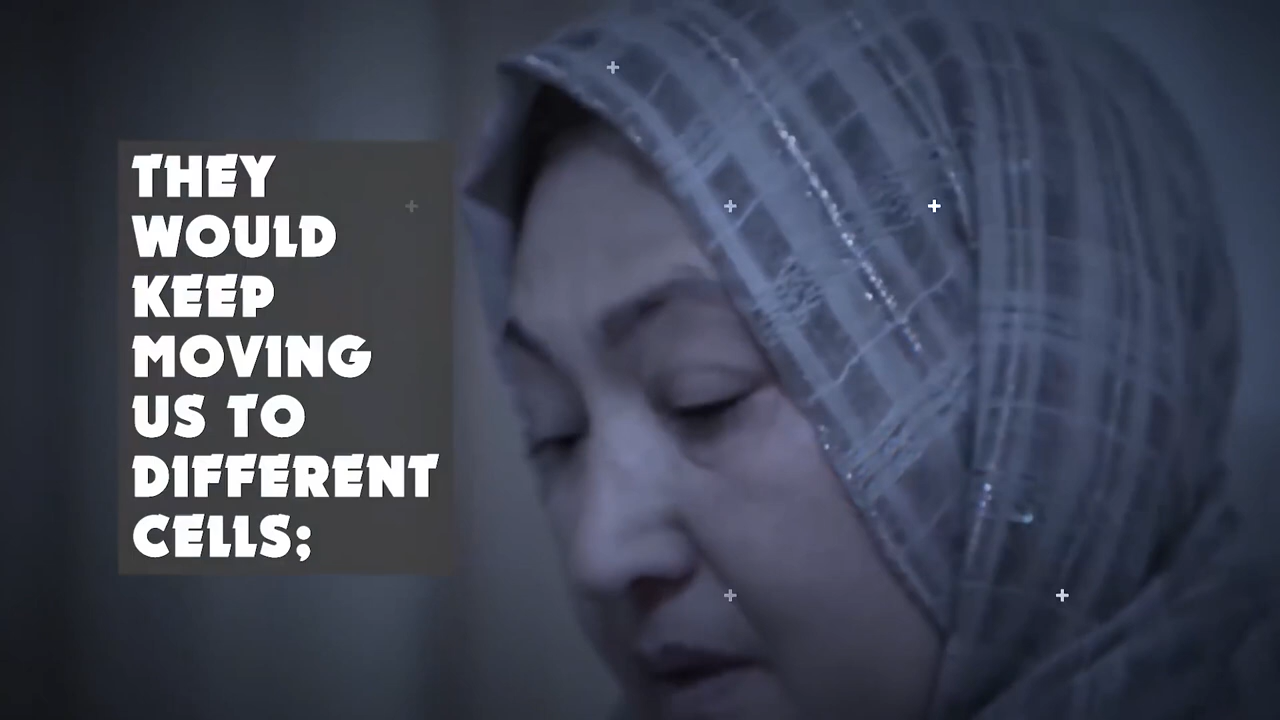 THEY
WOULD
KEEP
MOVING
US TO
DIFFERENT
CELLS;